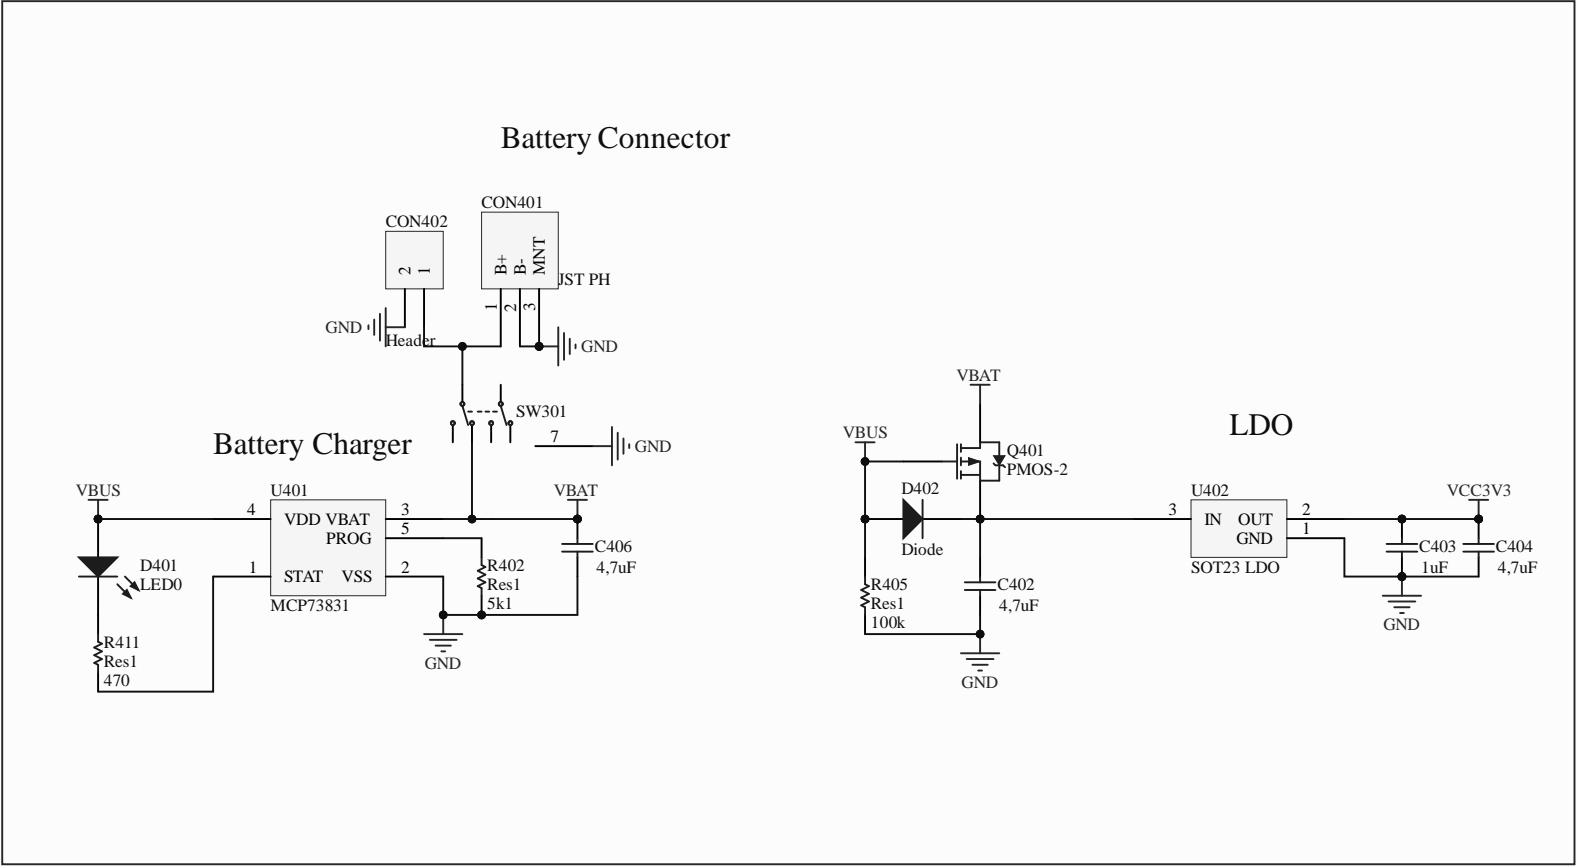 Battery Connector
CON401
CON402
2
1
B+
B-
MNT
JST PH
1
2
3
GND
Header
GND
SW301
7
GND
Battery Charger
VBUS
U401
VBAT
4
VDD VBAT
3
PROG
5
D401
LED0
1
STAT
VSS
2
MCP73831
C406
4,7uF
R402
Res1
5k1
R411
Res1
470
GND
VBAT
LDO
VBUS
Q401
PMOS-2
D402
Diode
R405
Res1
100k
C402
4,7uF
GND
U402
3
IN
OUT
2
GND
1
SOT23 LDO
VCC3V3
C403
1uF
C404
4,7uF
GND